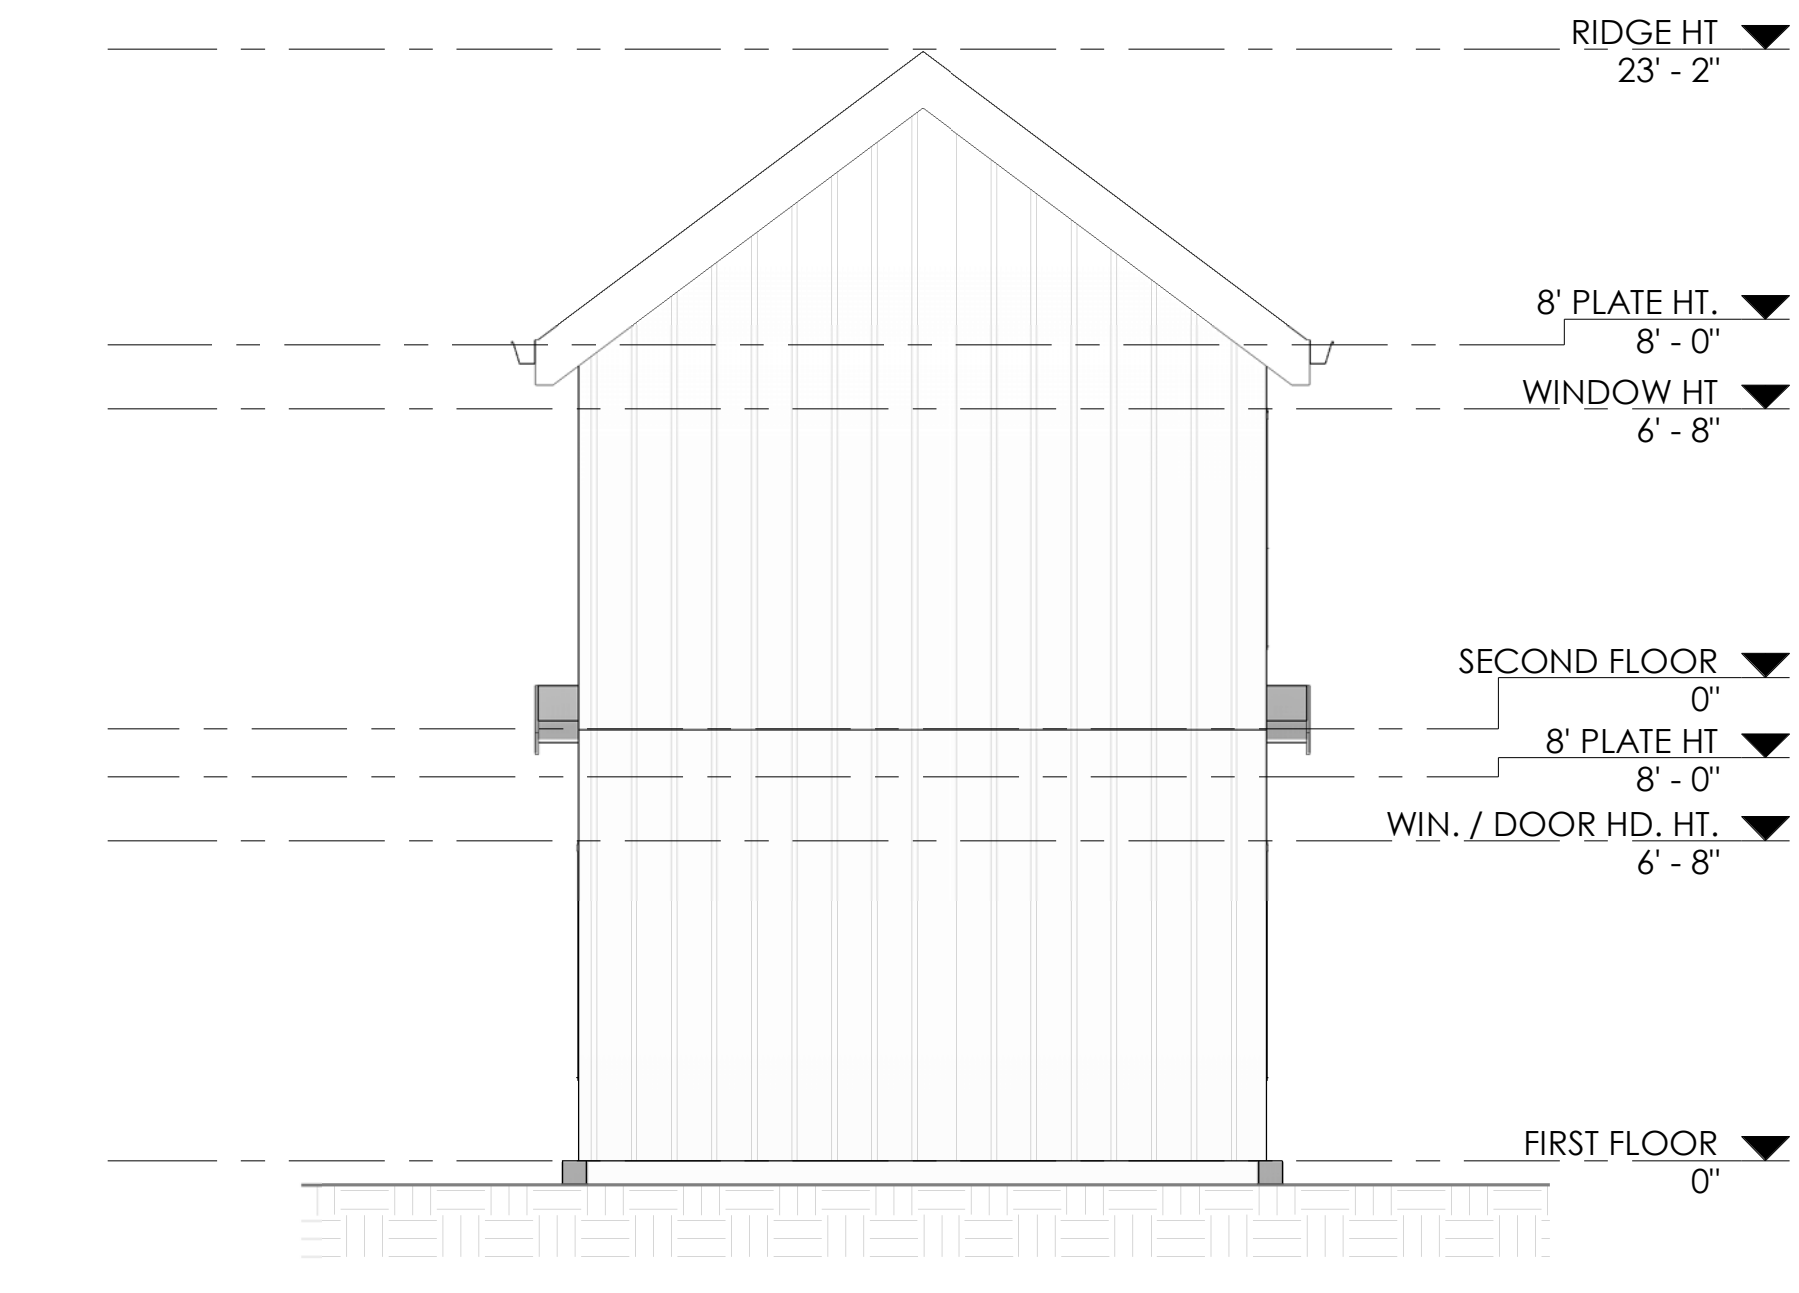 RIDGE HT
23' - 2"
8' PLATE HT.
8' - 0"
WINDOW HT
6' - 8"
SECOND FLOOR
0"
8' PLATE HT
8' - 0"
WIN. / DOOR HD. HT.
6' - 8"
FIRST FLOOR
0"